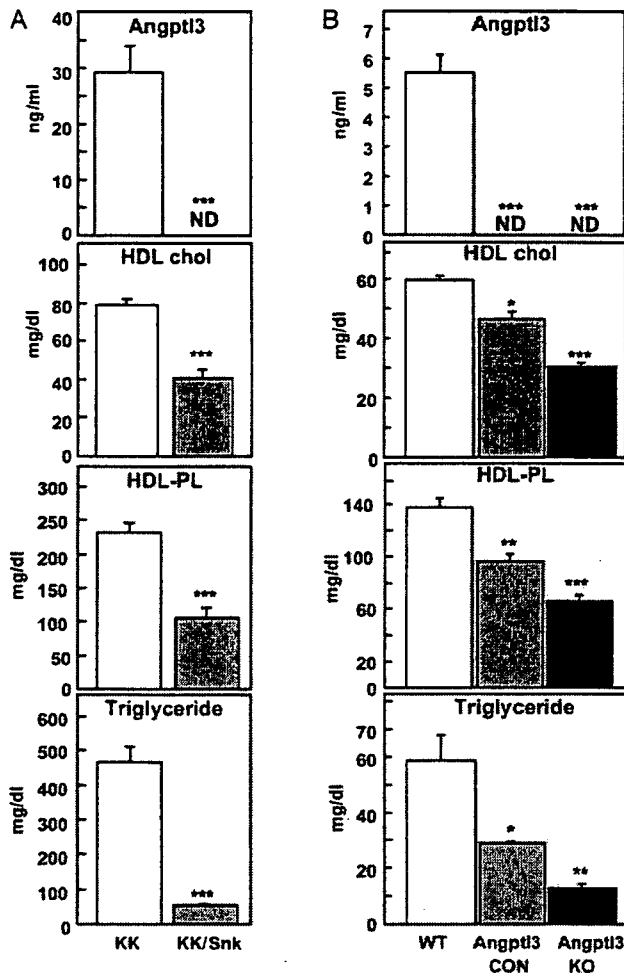 A
Angptl3
40
30
20
10
0
ng/ml
***
ND
HDL chol
100
80
60
40
20
0
mg/dl
***
HDL-PL
300
250
200
150
100
50
0
mg/dl
***
Triglyceride
600
500
400
300
200
100
0
mg/dl
***
KK
KK/Snk
B
Angptl3
7
6
5
4
3
2
1
0
ng/ml
*** ***
ND ND
HDL chol
60
40
20
0
mg/dl
*
***
HDL-PL
140
100
60
20
0
mg/dl
**
***
Triglyceride
80
60
40
20
0
mg/dl
*
**
WT
Angptl3
CON
Angptl3
KO